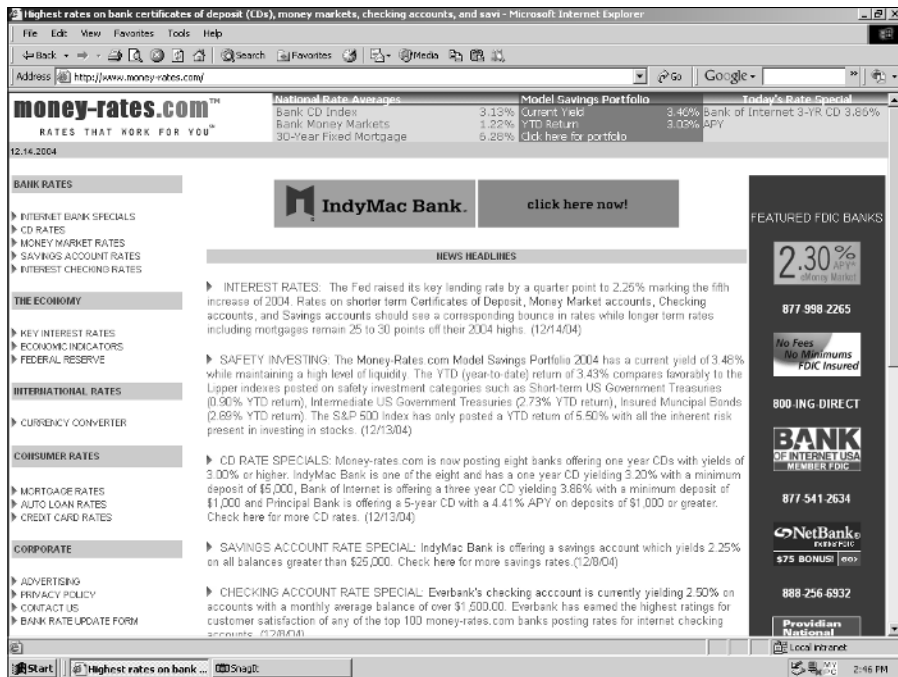 Highest rates on bank certificates of deposit (CDs), money markets, checking accounts, and savi - Microsoft Internet Explorer
File Edit View Favorites Tools Help
Back Search Favorites Media
Address http://www.money-rates.com/ Go Google
money-rates.com™
RATES THAT WORK FOR YOU
National Rate Averages
Bank CD Index 3.13%
Bank Money Markets 1.22%
30-Year Fixed Mortgage 5.28%
Model Savings Portfolio
Current Yield 3.46%
YTD Return 3.03%
Click here for portfolio
Today's Rate Special
Bank of Internet 3-YR CD 3.86%
APY
12.14.2004
BANK RATES
INTERNET BANK SPECIALS
CD RATES
MONEY MARKET RATES
SAVINGS ACCOUNT RATES
INTEREST CHECKING RATES
THE ECONOMY
KEY INTEREST RATES
ECONOMIC INDICATORS
FEDERAL RESERVE
INTERNATIONAL RATES
CURRENCY CONVERTER
CONSUMER RATES
MORTGAGE RATES
AUTO LOAN RATES
CREDIT CARD RATES
CORPORATE
ADVERTISING
PRIVACY POLICY
CONTACT US
BANK RATE UPDATE FORM
IndyMac Bank. click here now!
NEWS HEADLINES
INTEREST RATES: The Fed raised its key lending rate by a quarter point to 2.25% marking the fifth
increase of 2004. Rates on shorter term Certificates of Deposit, Money Market accounts, Checking
accounts, and Savings accounts should see a corresponding bounce in rates while longer term rates
including mortgages remain 25 to 30 points off their 2004 highs. (12/14/04)
SAFETY INVESTING: The Money-Rates.com Model Savings Portfolio 2004 has a current yield of 3.48%
while maintaining a high level of liquidity. The YTD (year-to-date) return of 3.43% compares favorably to the
Lipper indexes posted on safety investment categories such as Short-term US Government Treasuries
(0.90% YTD return), Intermediate US Government Treasuries (2.73% YTD return), Insured Muncipal Bonds
(2.69% YTD return). The S&P 500 Index has only posted a YTD return of 5.50% with all the inherent risk
present in investing in stocks. (12/13/04)
CD RATE SPECIALS: Money-rates.com is now posting eight banks offering one year CDs with yields of
3.00% or higher. IndyMac Bank is one of the eight and has a one year CD yielding 3.20% with a minimum
deposit of $5,000, Bank of Internet is offering a three year CD yielding 3.86% with a minimum deposit of
$1,000 and Principal Bank is offering a 5-year CD with a 4.41% APY on deposits of $1,000 or greater.
Check here for more CD rates. (12/13/04)
SAVINGS ACCOUNT RATE SPECIAL: IndyMac Bank is offering a savings account which yields 2.25%
on all balances greater than $25,000. Check here for more savings rates.(12/8/04)
CHECKING ACCOUNT RATE SPECIAL: Everbank's checking acccount is currently yielding 2.50% on
accounts with a monthly average balance of over $1,500.00. Everbank has earned the highest ratings for
customer satisfaction of any of the top 100 money-rates.com banks posting rates for internet checking
accounts. (12/8/04)
FEATURED FDIC BANKS
2.30% APY*
eMoney Market
877-998-2265
No Fees
No Minimums
FDIC Insured
800-ING-DIRECT
BANK
OF INTERNET USA
MEMBER FDIC
877-541-2634
NetBank
$75 BONUS! GO>
888-256-6932
Providian
National
Local intranet
Start Highest rates on bank ... SnagIt 2:46 PM